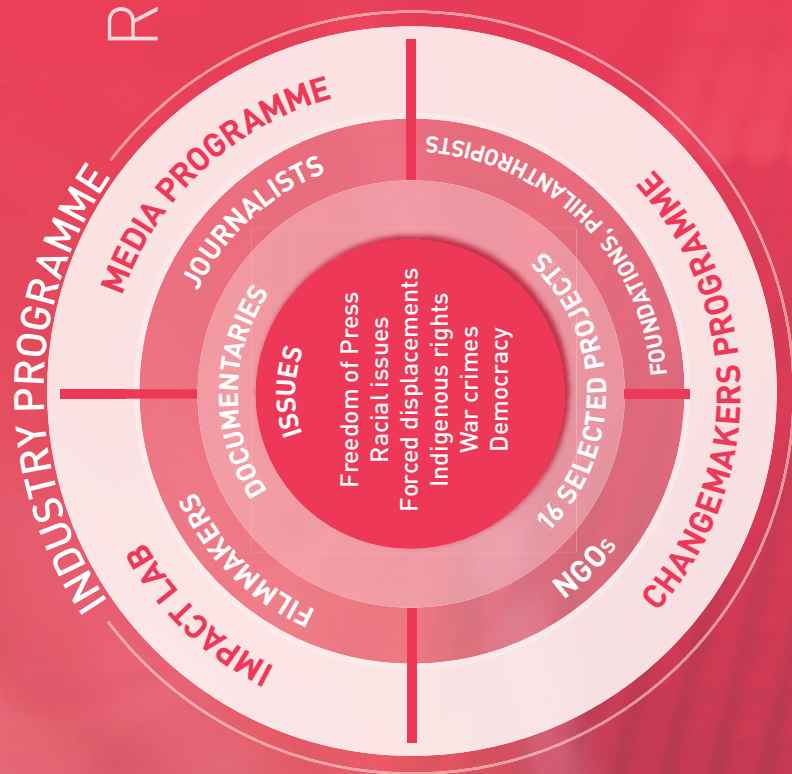 R
INDUSTRY PROGRAMME
IMPACT LAB
MEDIA PROGRAMME
FILMMAKERS
JOURNALISTS
DOCUMENTARIES
ISSUES
Freedom of Press
Racial issues
Forced displacements
Indigenous rights
War crimes
Democracy
16 SELECTED PROJECTS
NGOs
FOUNDATIONS, PHILANTHROPISTS
CHANGEMAKERS PROGRAMME